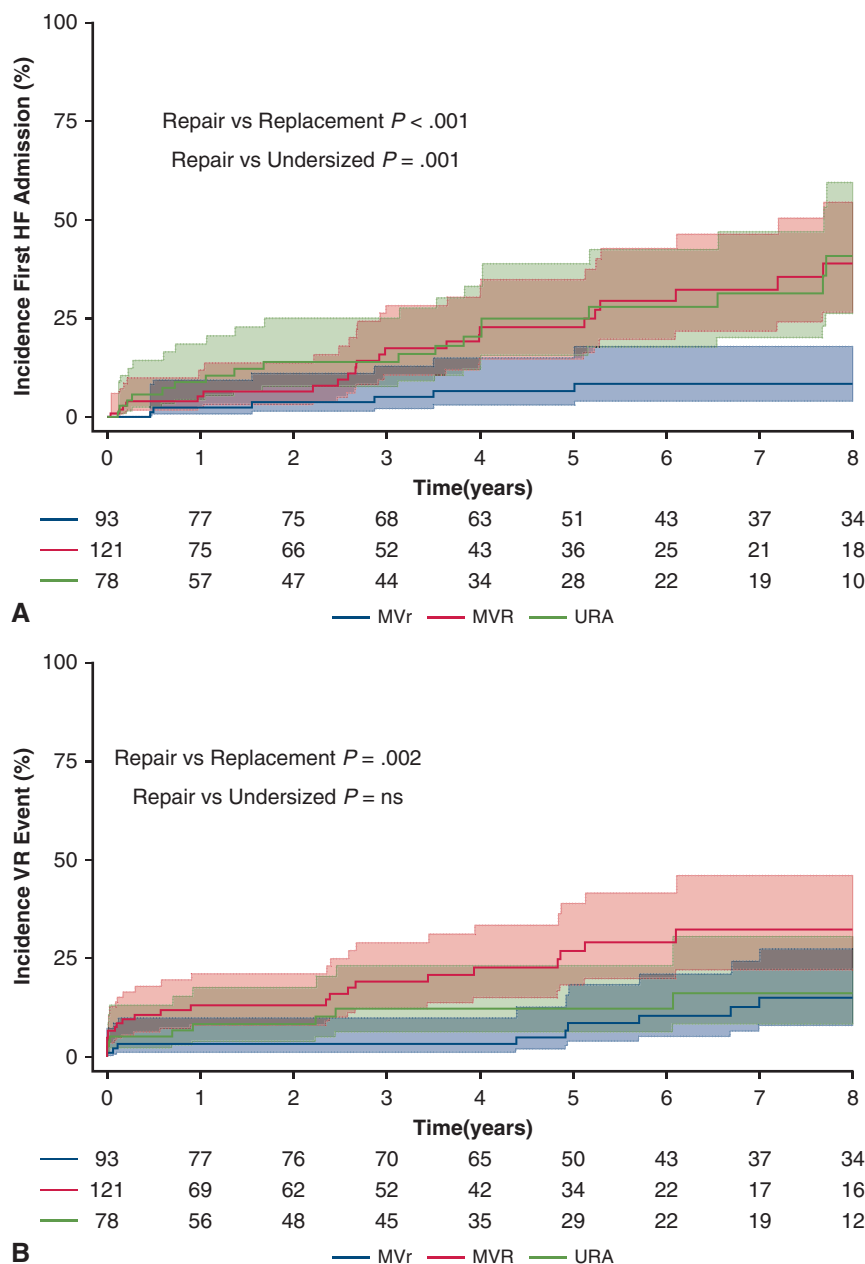 100
75
50
25
0
Incidence First HF Admission (%)
Repair vs Replacement P < .001
Repair vs Undersized P = .001
0 1 2 3 4 5 6 7 8
Time(years)
93 77 75 68 63 51 43 37 34
121 75 66 52 43 36 25 21 18
78 57 47 44 34 28 22 19 10
A
MVr MVR URA
100
75
50
25
0
Incidence VR Event (%)
Repair vs Replacement P = .002
Repair vs Undersized P = ns
0 1 2 3 4 5 6 7 8
Time(years)
93 77 76 70 65 50 43 37 34
121 69 62 52 42 34 22 17 16
78 56 48 45 35 29 22 19 12
B
MVr MVR URA